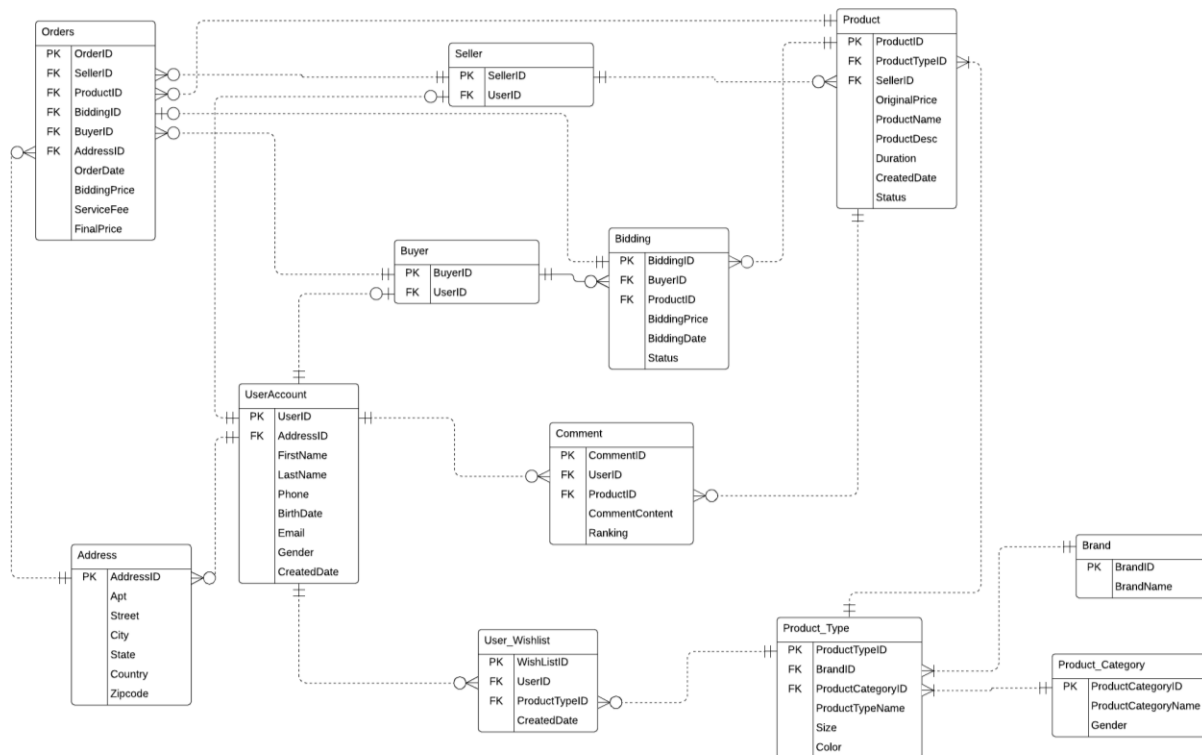 Orders
PK OrderID
FK SellerID
FK ProductID
FK BiddingID
FK BuyerID
FK AddressID
OrderDate
BiddingPrice
ServiceFee
FinalPrice
Seller
PK SellerID
FK UserID
Product
PK ProductID
FK ProductTypeID
FK SellerID
OriginalPrice
ProductName
ProductDesc
Duration
CreatedDate
Status
Buyer
PK BuyerID
FK UserID
Bidding
PK BiddingID
FK BuyerID
FK ProductID
BiddingPrice
BiddingDate
Status
UserAccount
PK UserID
FK AddressID
FirstName
LastName
Phone
BirthDate
Email
Gender
CreatedDate
Comment
PK CommentID
FK UserID
FK ProductID
CommentContent
Ranking
Address
PK AddressID
Apt
Street
City
State
Country
Zipcode
User_Wishlist
PK WishListID
FK UserID
FK ProductTypeID
CreatedDate
Product_Type
PK ProductTypeID
FK BrandID
FK ProductCategoryID
ProductTypeName
Size
Color
Brand
PK BrandID
BrandName
Product_Category
PK ProductCategoryID
ProductCategoryName
Gender